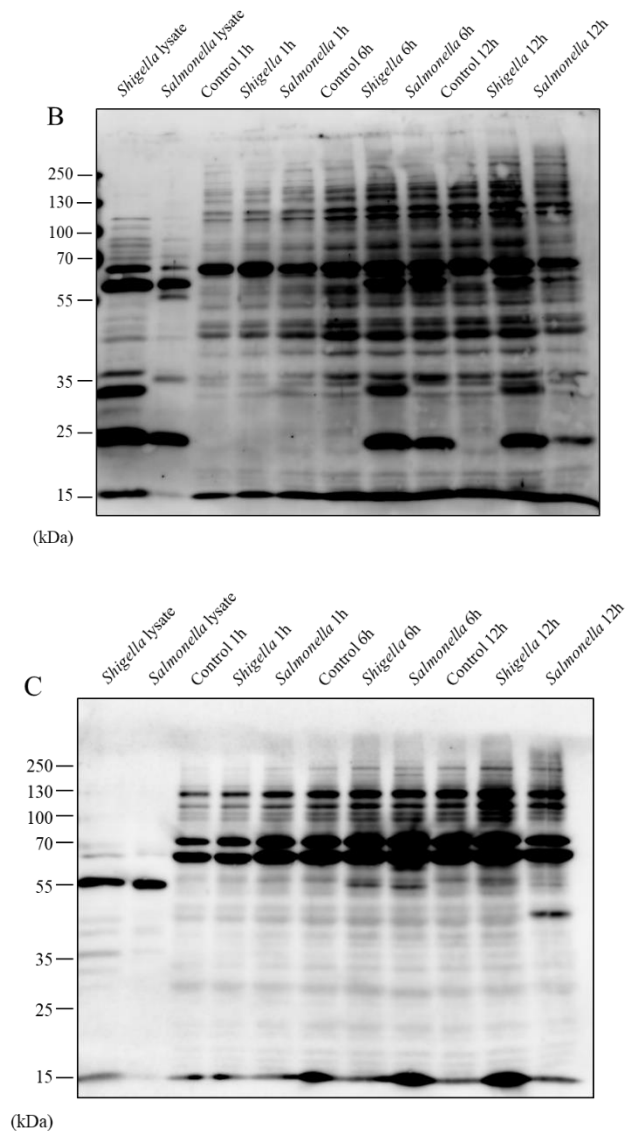 Shigella lysate
Salmonella lysate
Control 1h
Shigella 1h
Salmonella 1h
Control 6h
Shigella 6h
Salmonella 6h
Control 12h
Shigella 12h
Salmonella 12h
B
250
130
100
70
55
35
25
15
(kDa)
Shigella lysate
Salmonella lysate
Control 1h
Shigella 1h
Salmonella 1h
Control 6h
Shigella 6h
Salmonella 6h
Control 12h
Shigella 12h
Salmonella 12h
C
250
130
100
70
55
35
25
15
(kDa)